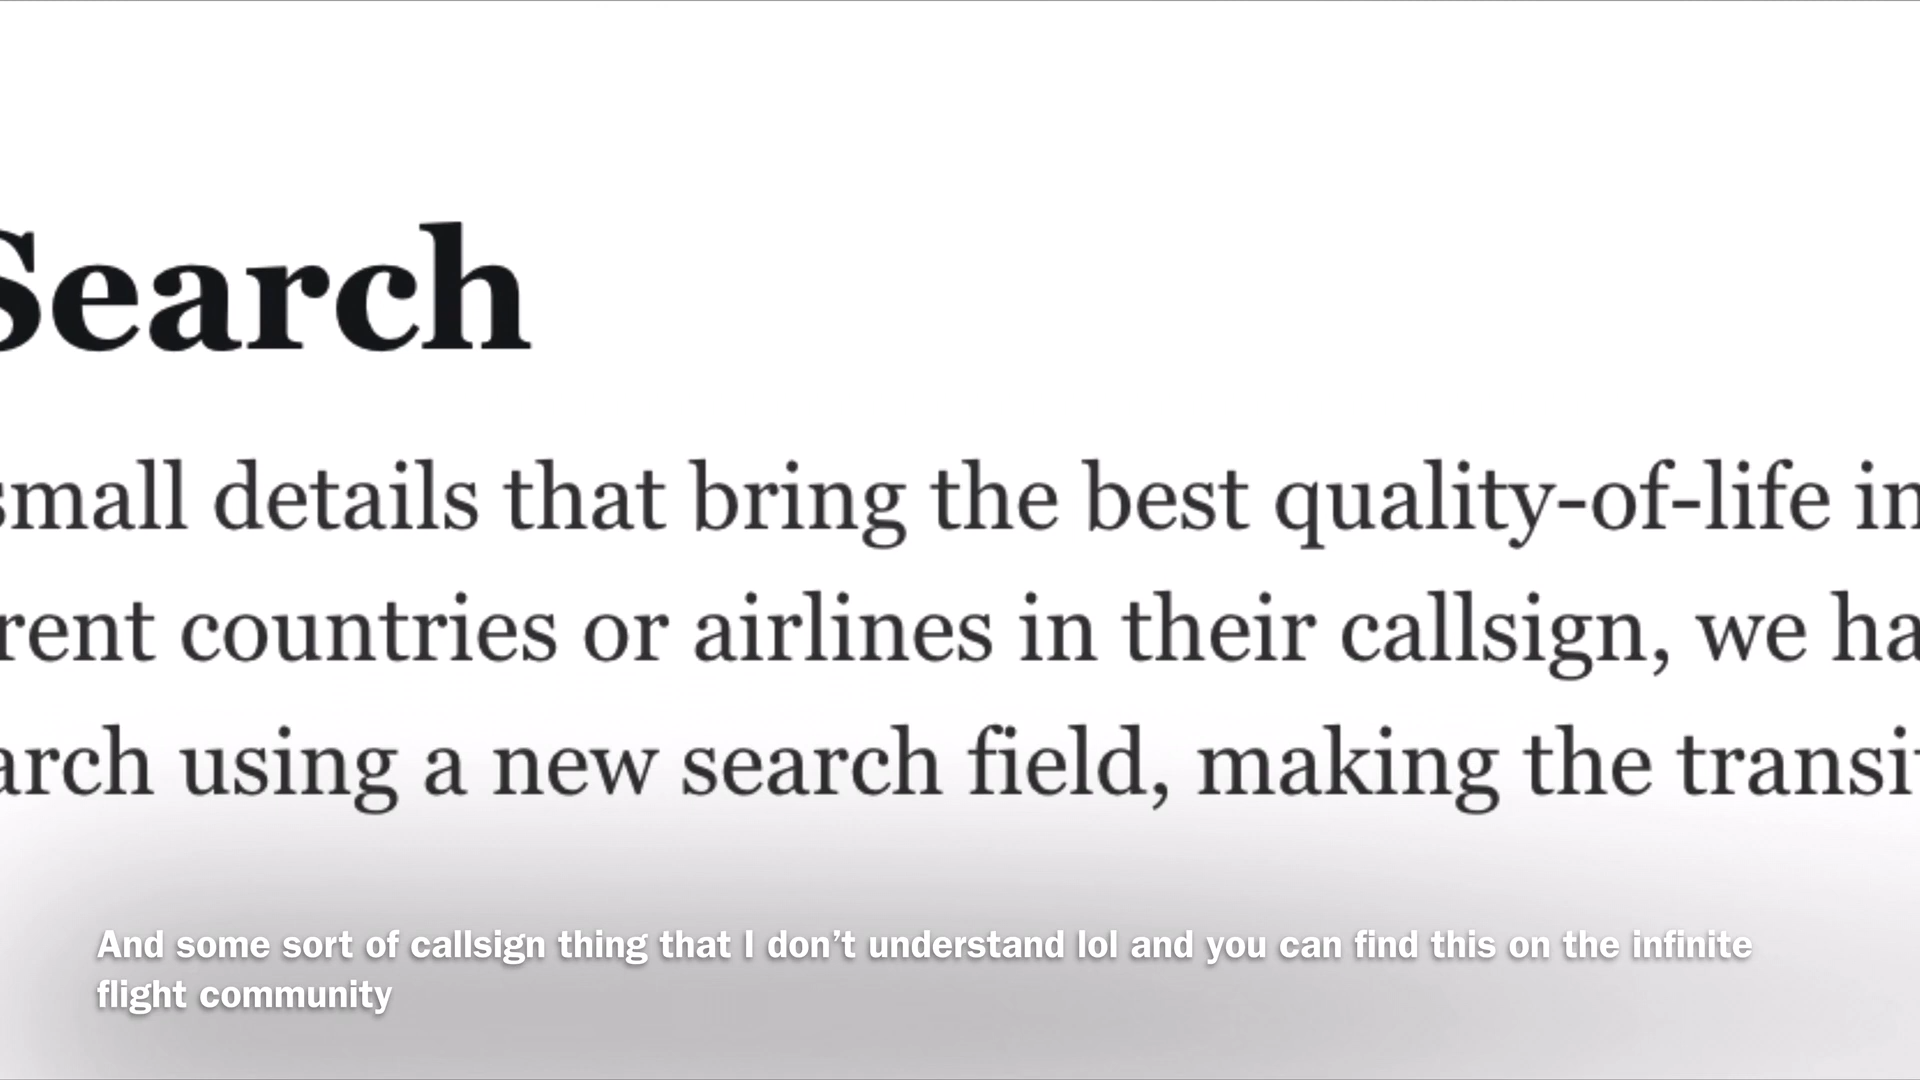 Search
small details that bring the best quality-of-life in
rent countries or airlines in their callsign, we ha
arch using a new search field, making the transi
And some sort of callsign thing that I don’t understand lol and you can find this on the infinite
flight community